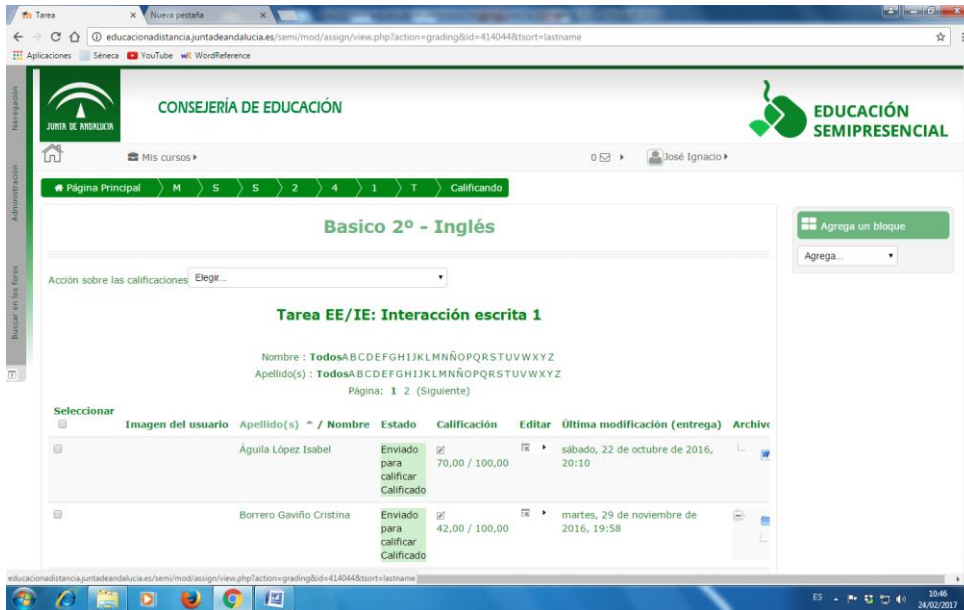 Tarea
Nueva pestaña
educacionadistancia.juntadeandalucia.es/semi/mod/assign/view.php?action=grading&id=414044&tsort=lastname
Aplicaciones Séneca YouTube WordReference
Navegación
Administración
Buscar en los foros
JUNTA DE ANDALUCIA
CONSEJERÍA DE EDUCACIÓN
EDUCACIÓN
SEMIPRESENCIAL
Mis cursos
0
José Ignacio
Página Principal M S S 2 4 1 T Calificando
Basico 2º - Inglés
Agrega un bloque
Agrega...
Acción sobre las calificaciones Elegir...
Tarea EE/IE: Interacción escrita 1
Nombre : Todos A B C D E F G H I J K L M N Ñ O P Q R S T U V W X Y Z
Apellido(s) : Todos A B C D E F G H I J K L M N Ñ O P Q R S T U V W X Y Z
Página: 1 2 (Siguiente)
Seleccionar
Imagen del usuario Apellido(s) ^ / Nombre Estado Calificación Editar Última modificación (entrega) Archivo
Águila López Isabel
Enviado
para
calificar
Calificado
70,00 / 100,00
sábado, 22 de octubre de 2016,
20:10
Borrero Gaviño Cristina
Enviado
para
calificar
Calificado
42,00 / 100,00
martes, 29 de noviembre de
2016, 19:58
educacionadistancia.juntadeandalucia.es/semi/mod/assign/view.php?action=grading&id=414044&tsort=lastname
ES
10:46
24/02/2017